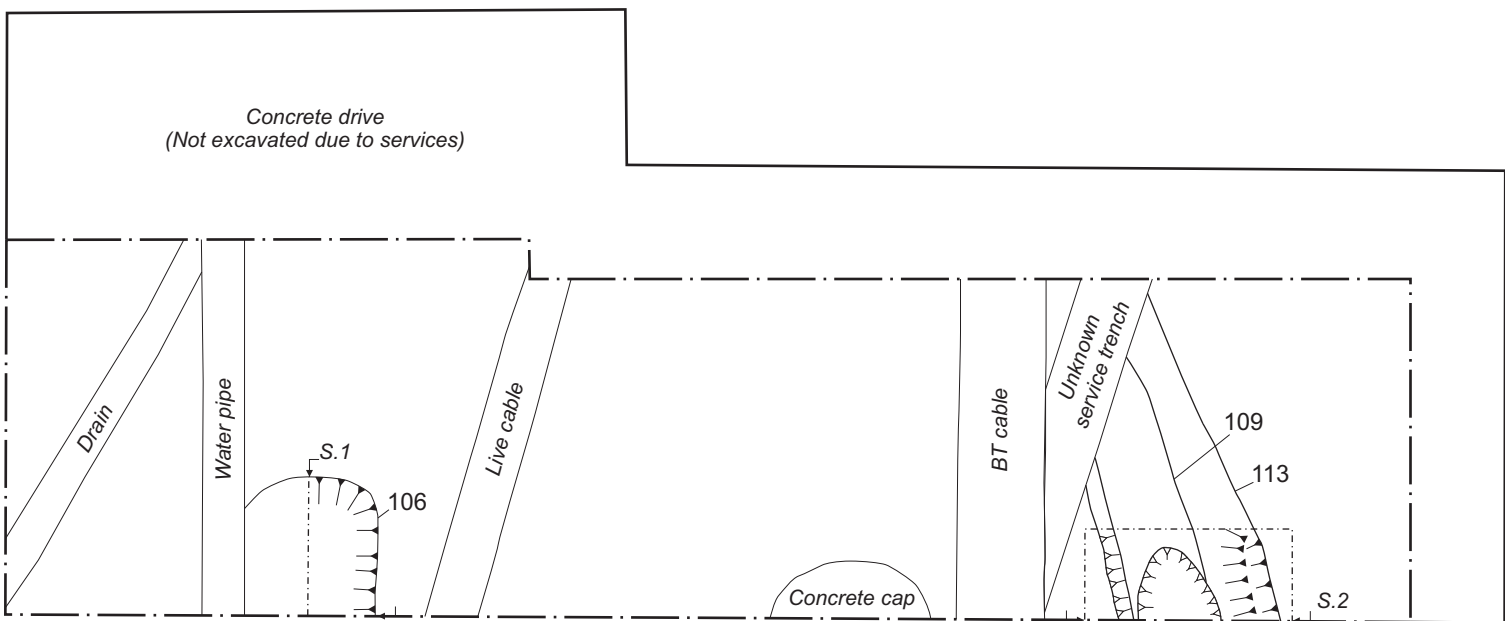 Concrete drive
(Not excavated due to services)
Drain
Water pipe
S.1
106
Live cable
Concrete cap
BT cable
Unknown
service trench
109
113
S.2